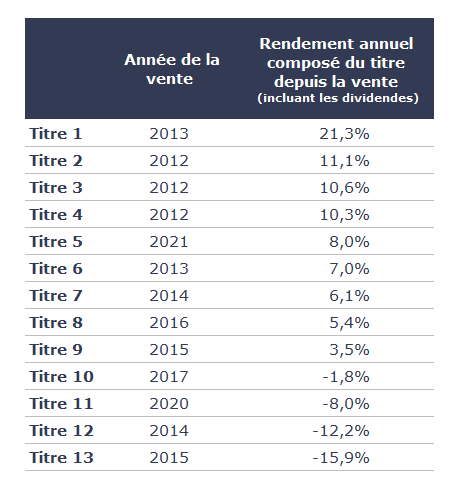 Année de la
vente
Rendement annuel
composé du titre
depuis la vente
(incluant les dividendes)
Titre 1 2013 21,3%
Titre 2 2012 11,1%
Titre 3 2012 10,6%
Titre 4 2012 10,3%
Titre 5 2021 8,0%
Titre 6 2013 7,0%
Titre 7 2014 6,1%
Titre 8 2016 5,4%
Titre 9 2015 3,5%
Titre 10 2017 -1,8%
Titre 11 2020 -8,0%
Titre 12 2014 -12,2%
Titre 13 2015 -15,9%